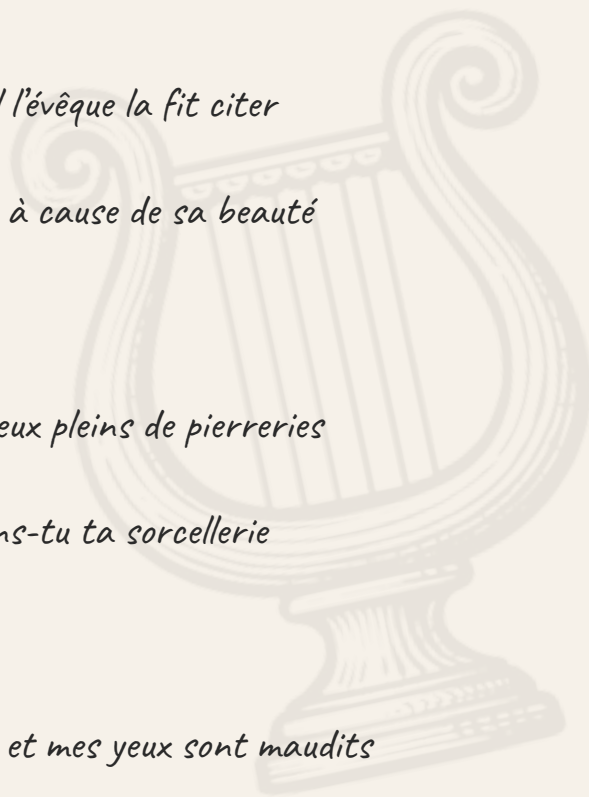 l’évêque la fit citer
à cause de sa beauté
eux pleins de pierreries
ns-tu ta sorcellerie
et mes yeux sont maudits